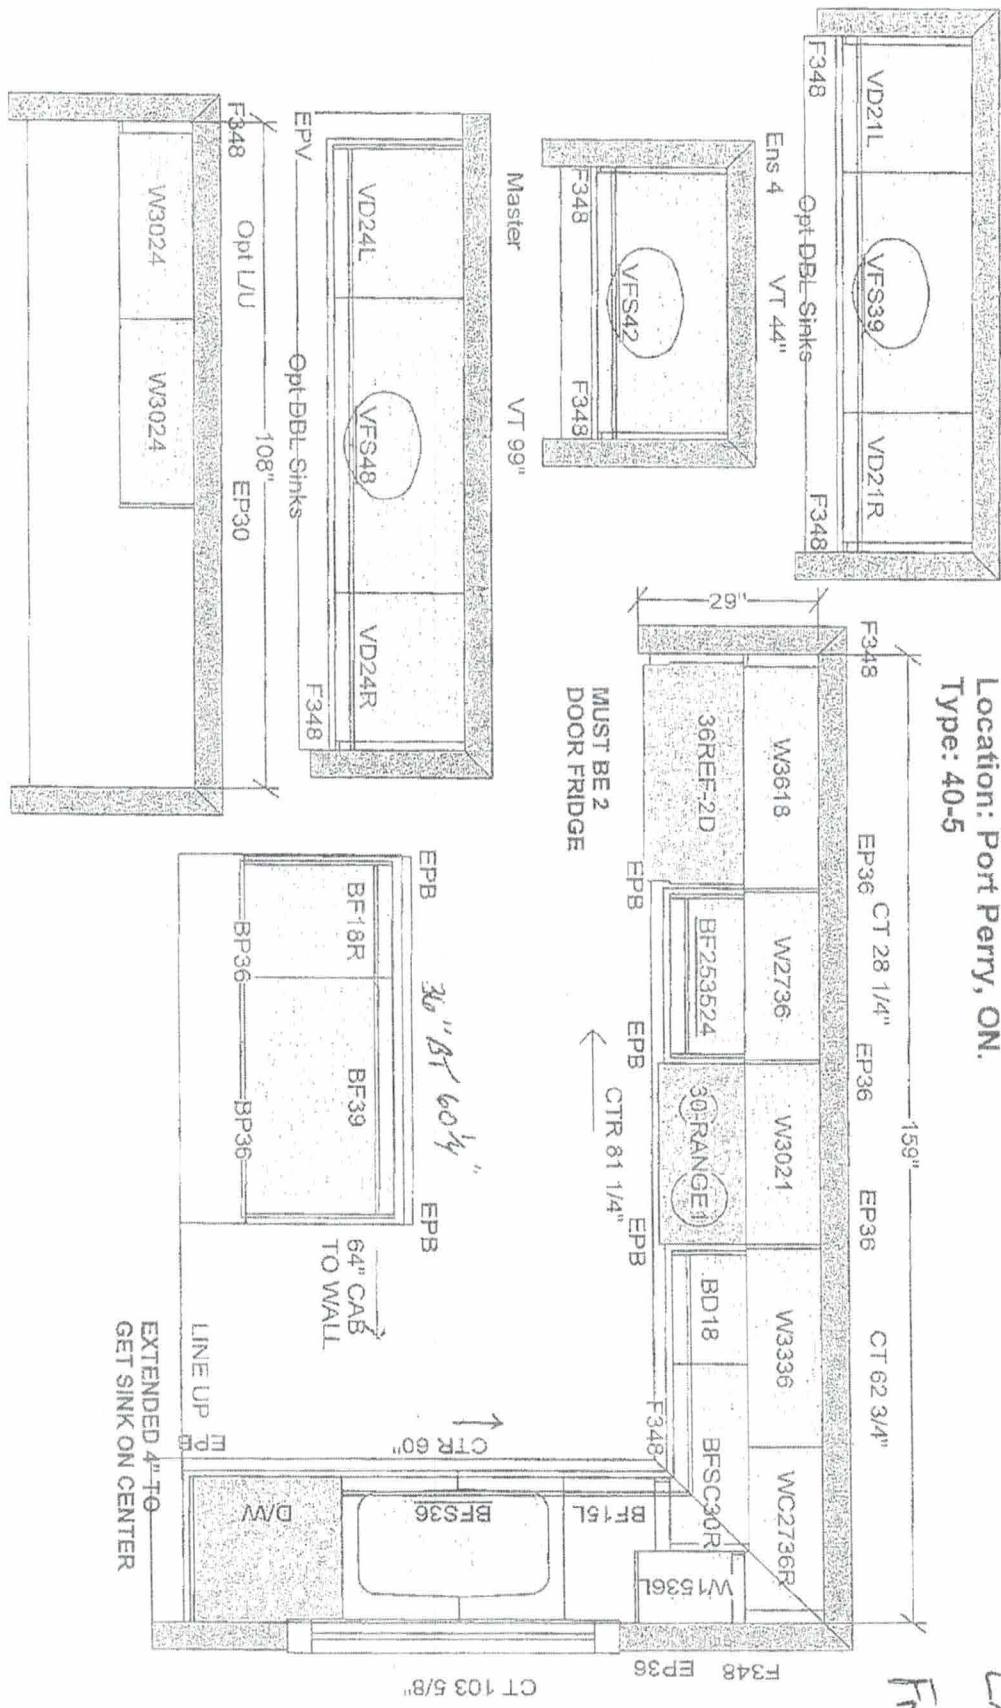 Location: Port Perry, ON.
Type: 40-5
F348
VD21L
VFS39
VD21R
F348
Opt DBL Sinks
Ens 4
VT 44"
F348
VFS42
F348
Master
VT 99"
EPV
VD24L
VFS48
VD24R
F348
Opt DBL Sinks
F348
Opt L/U
108"
EP30
W3024
W3024
159"
29"
F348
EP36
CT 28 1/4"
EP36
EP36
CT 62 3/4"
W3618
W2736
W3021
W3336
WC2736R
36REF-2D
BF253524
30-RANGE1
BD18
BFSC30R
MUST BE 2
DOOR FRIDGE
EPB
EPB
EPB
CTR 81 1/4"
F348
W1536L
F348
EP36
BF15L
BFS36
D/W
CTR 60"
CT 103 5/8"
EPB
36" BT 60 1/4"
EPB
BF18R
BF39
BP36
BP36
64" CAB
TO WALL
LINE UP
EXTENDED 4" TO
GET SINK ON CENTER